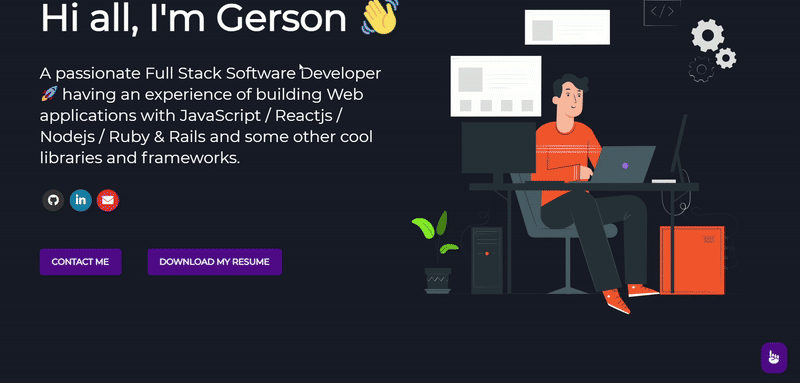 Hi all, I'm Gerson 👋
A passionate Full Stack Software Developer
🚀 having an experience of building Web
applications with JavaScript / Reactjs /
Nodejs / Ruby & Rails and some other cool
libraries and frameworks.
in
CONTACT ME
DOWNLOAD MY RESUME